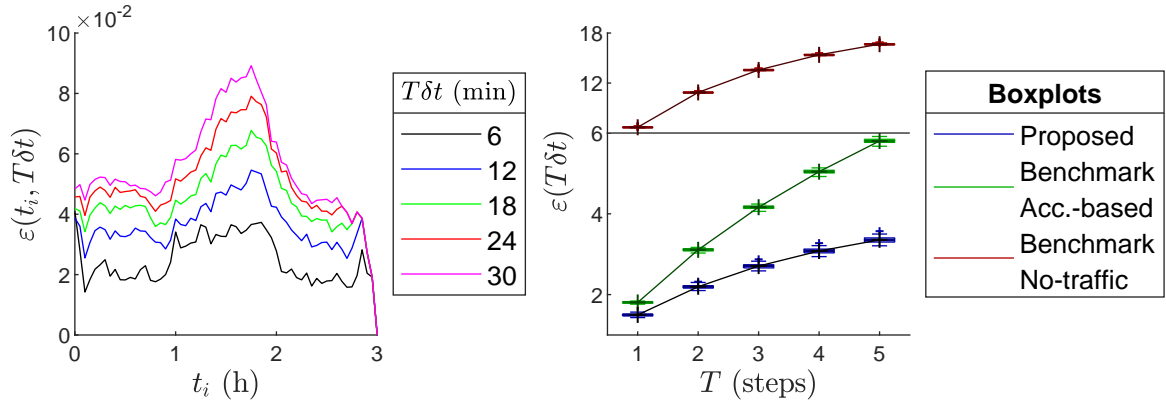 ×10⁻²
10
8
6
4
2
0
0 1 2 3
t_i (h)
ε(t_i, Tδt)
Tδt (min)
6
12
18
24
30
18
12
6
4
2
1 2 3 4 5
T (steps)
ε(Tδt)
Boxplots
Proposed
Benchmark
Acc.-based
Benchmark
No-traffic